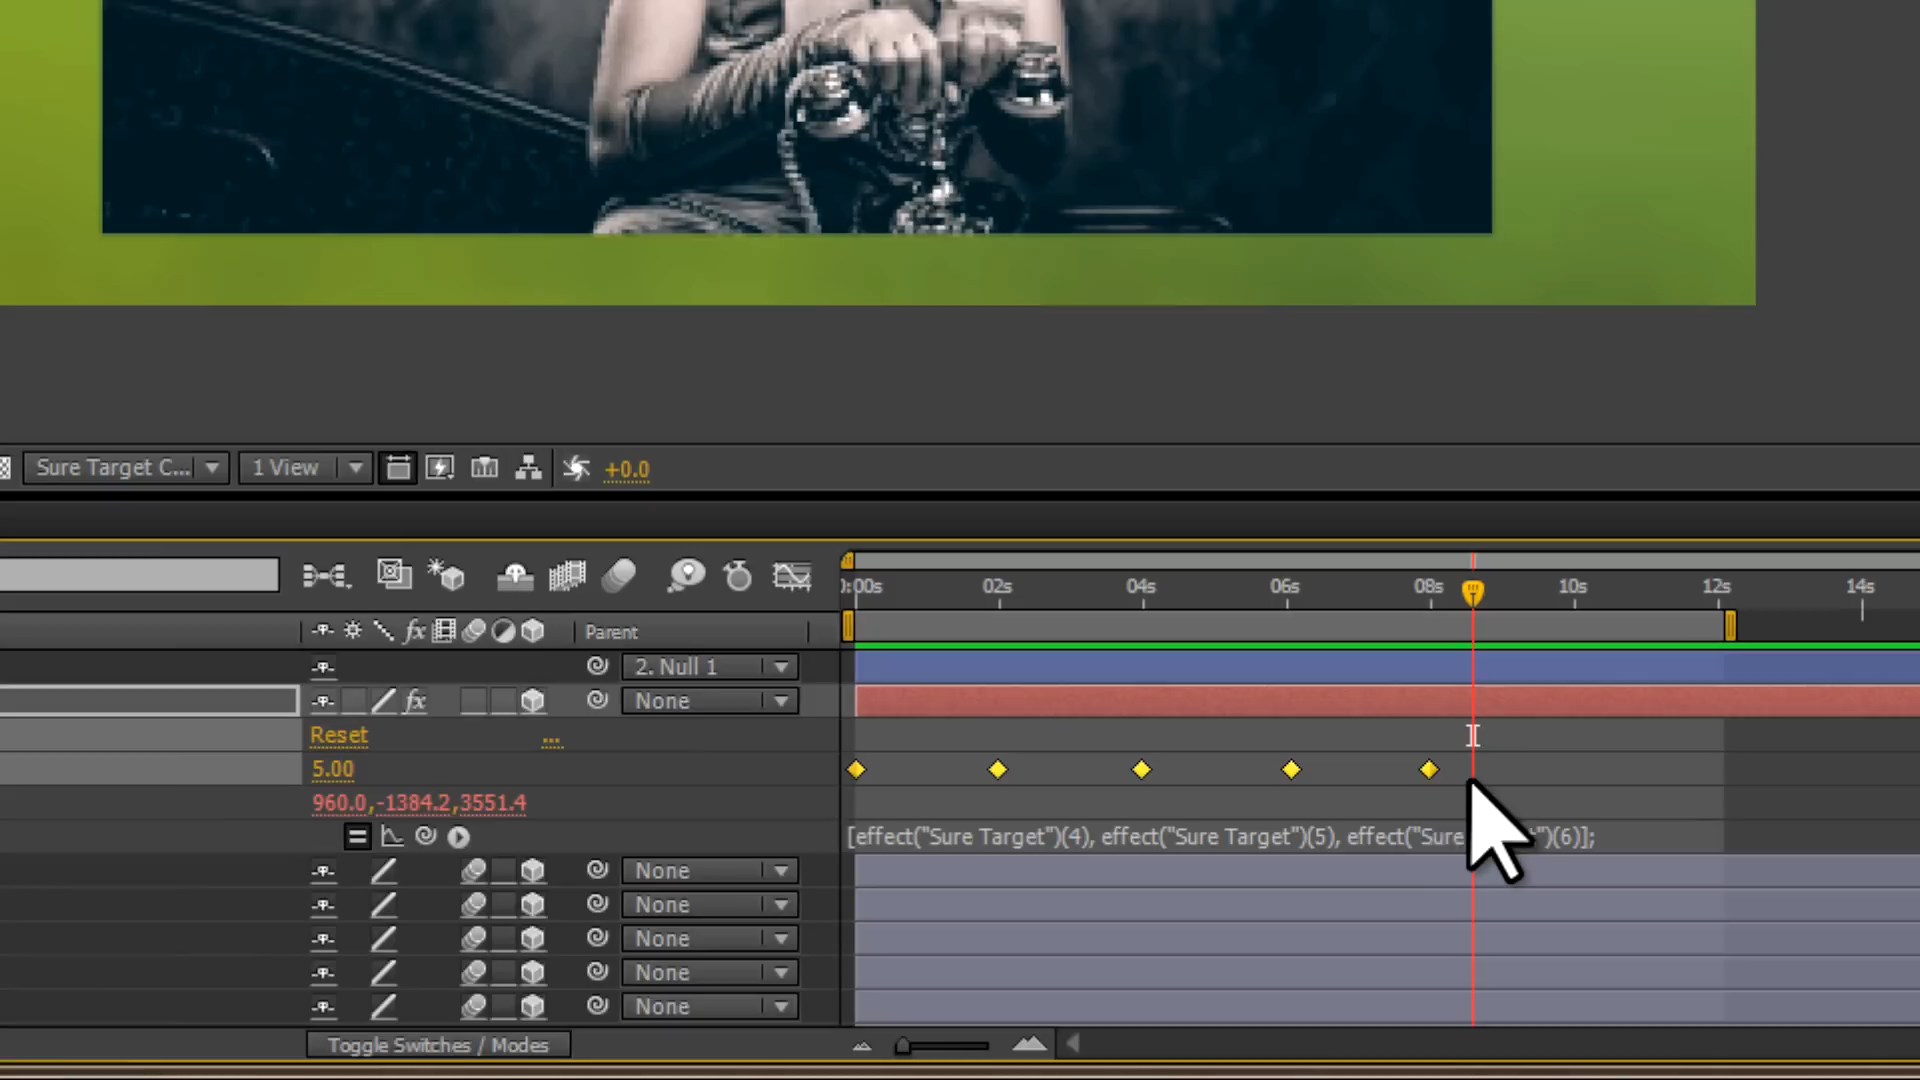 Sure Target C...
1 View
+0.0
:00s 02s 04s 06s 08s 10s 12s 14s
fx Parent
2. Null 1
fx None
Reset ...
5.00
960.0,-1384.2,3551.4
[effect("Sure Target")(4), effect("Sure Target")(5), effect("Sure t")(6)];
None
None
None
None
None
Toggle Switches / Modes